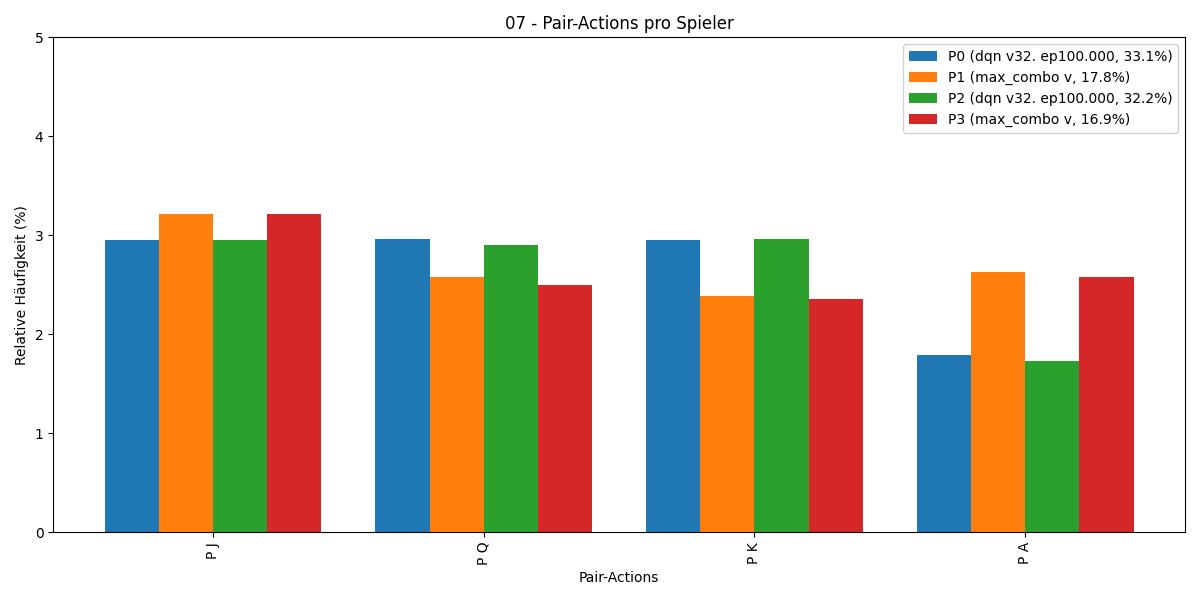 07 - Pair-Actions pro Spieler
P0 (dqn v32. ep100.000, 33.1%)
P1 (max_combo v, 17.8%)
P2 (dqn v32. ep100.000, 32.2%)
P3 (max_combo v, 16.9%)
Relative Häufigkeit (%)
5
4
3
2
1
0
P J
P Q
P K
P A
Pair-Actions